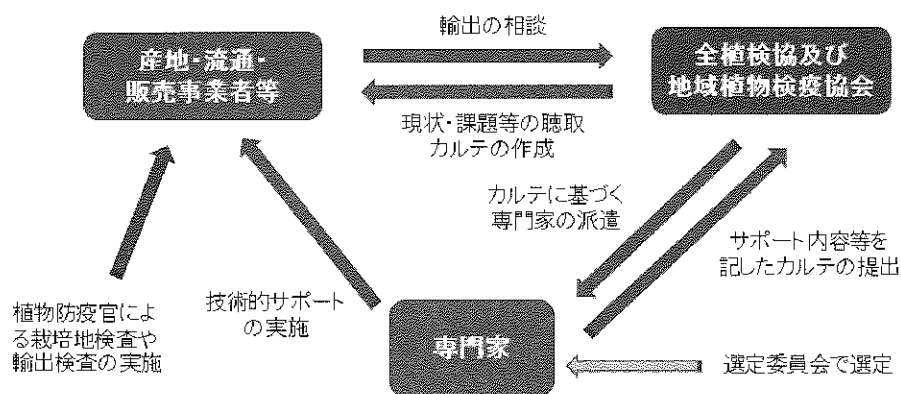 輸出の相談
産地・流通・
販売事業者等
全植検協及び
地域植物検疫協会
現状・課題等の聴取
カルテの作成
カルテに基づく
専門家の派遣
サポート内容等を
記したカルテの提出
植物防疫官によ
る栽培地検査や
輸出検査の実施
技術的サポート
の実施
専門家
選定委員会で選定